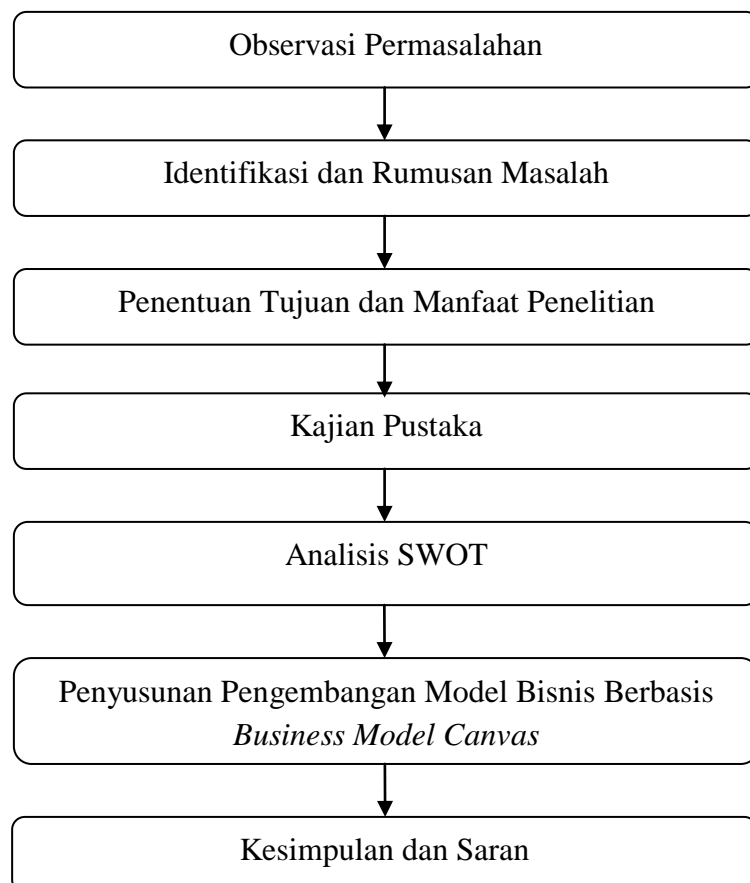 Observasi Permasalahan
Identifikasi dan Rumusan Masalah
Penentuan Tujuan dan Manfaat Penelitian
Kajian Pustaka
Analisis SWOT
Penyusunan Pengembangan Model Bisnis Berbasis
Business Model Canvas
Kesimpulan dan Saran